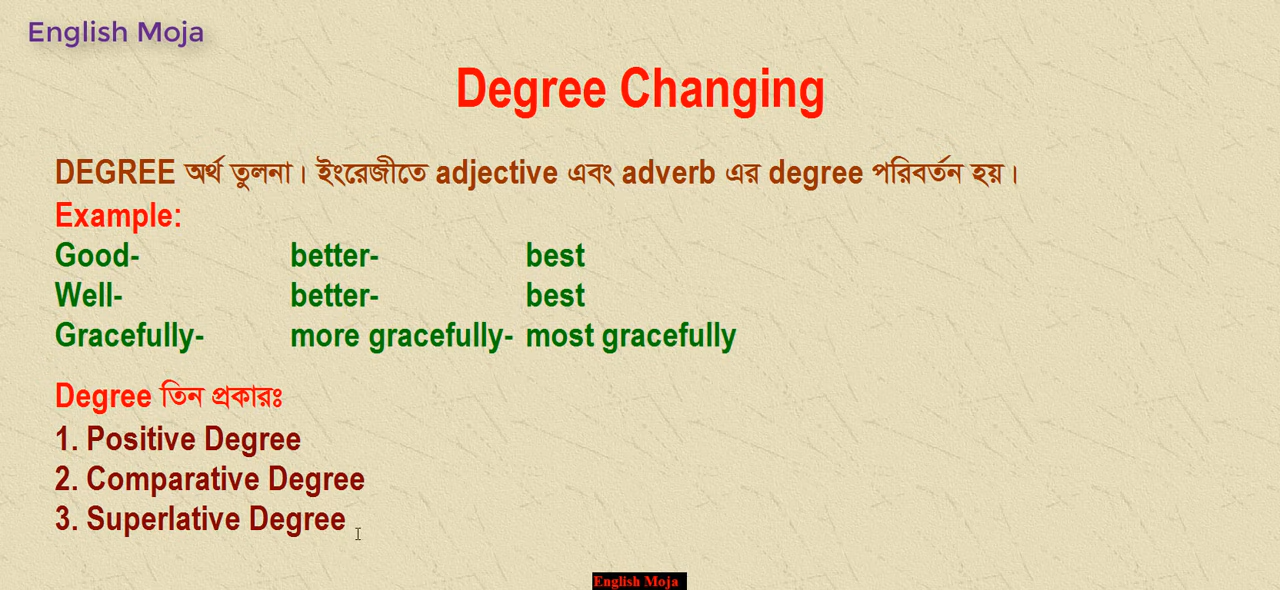 English Moja
Degree Changing
DEGREE অর্থ তুলনা। ইংরেজীতে adjective এবং adverb এর degree পরিবর্তন হয়।
Example:
Good- better- best
Well- better- best
Gracefully- more gracefully- most gracefully
Degree তিন প্রকারঃ
1. Positive Degree
2. Comparative Degree
3. Superlative Degree
English Moja